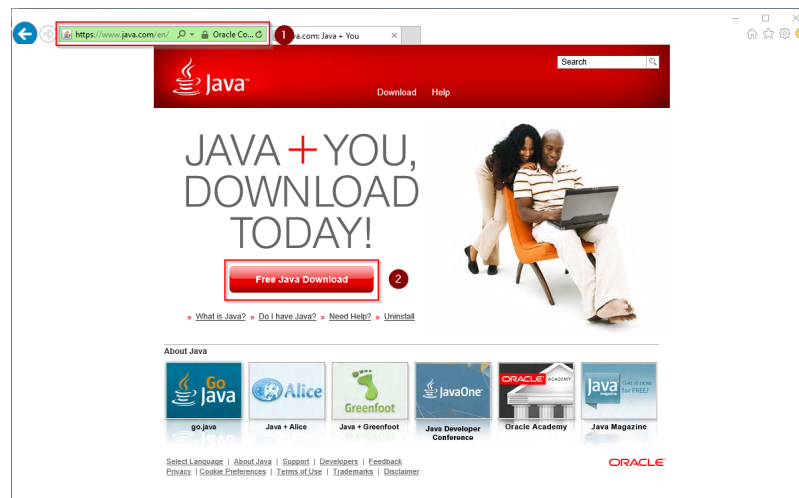 https://www.java.com/en/
Oracle Co...
1
va.com: Java + You
Search
Java
Download Help
JAVA + YOU,
DOWNLOAD
TODAY!
Free Java Download
2
» What is Java? » Do I have Java? » Need Help? » Uninstall
About Java
Go
Java
Alice
Greenfoot
JavaOne
ORACLE ACADEMY
Java
magazine
Get it now
for FREE!
go.java
Java + Alice
Java + Greenfoot
Java Developer
Conference
Oracle Academy
Java Magazine
Select Language | About Java | Support | Developers | Feedback
Privacy | Cookie Preferences | Terms of Use | Trademarks | Disclaimer
ORACLE